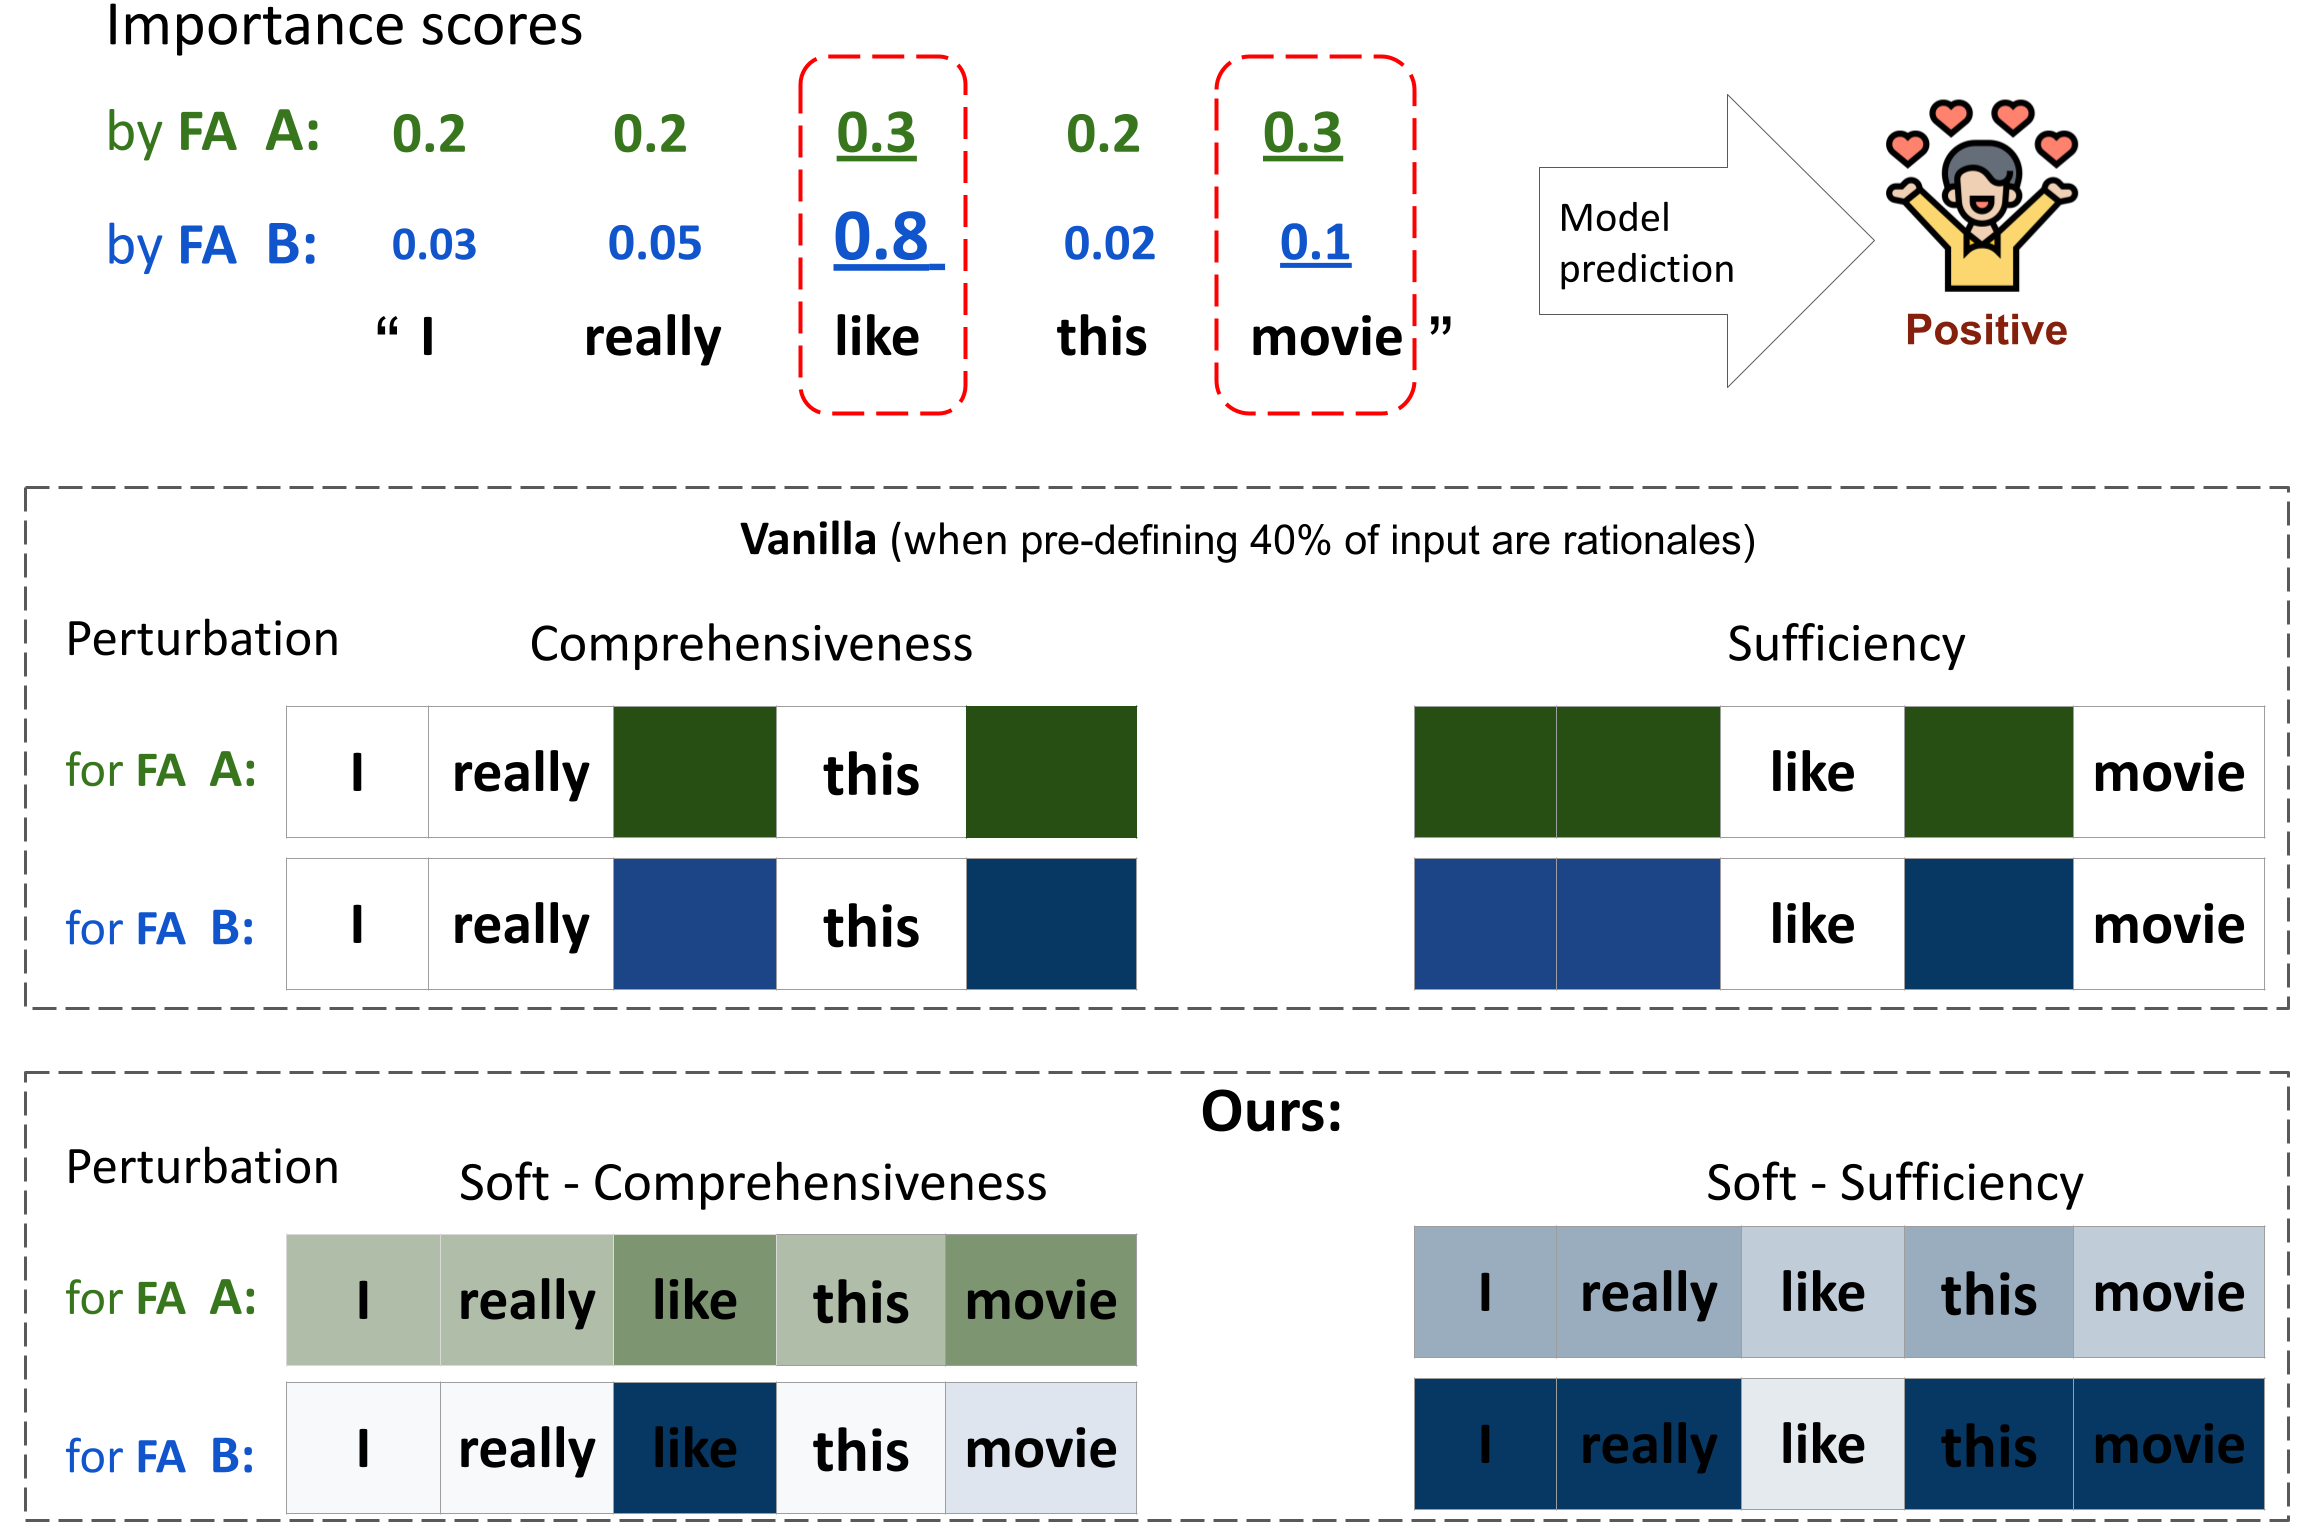 Importance scores
by FA A: 0.2 0.2 0.3 0.2 0.3
by FA B: 0.03 0.05 0.8 0.02 0.1
“ I really like this movie ”
Model
prediction
Positive
Vanilla (when pre-defining 40% of input are rationales)
Perturbation Comprehensiveness Sufficiency
for FA A: I really this like movie
for FA B: I really this like movie
Ours:
Perturbation Soft - Comprehensiveness Soft - Sufficiency
for FA A: I really like this movie I really like this movie
for FA B: I really like this movie I really like this movie